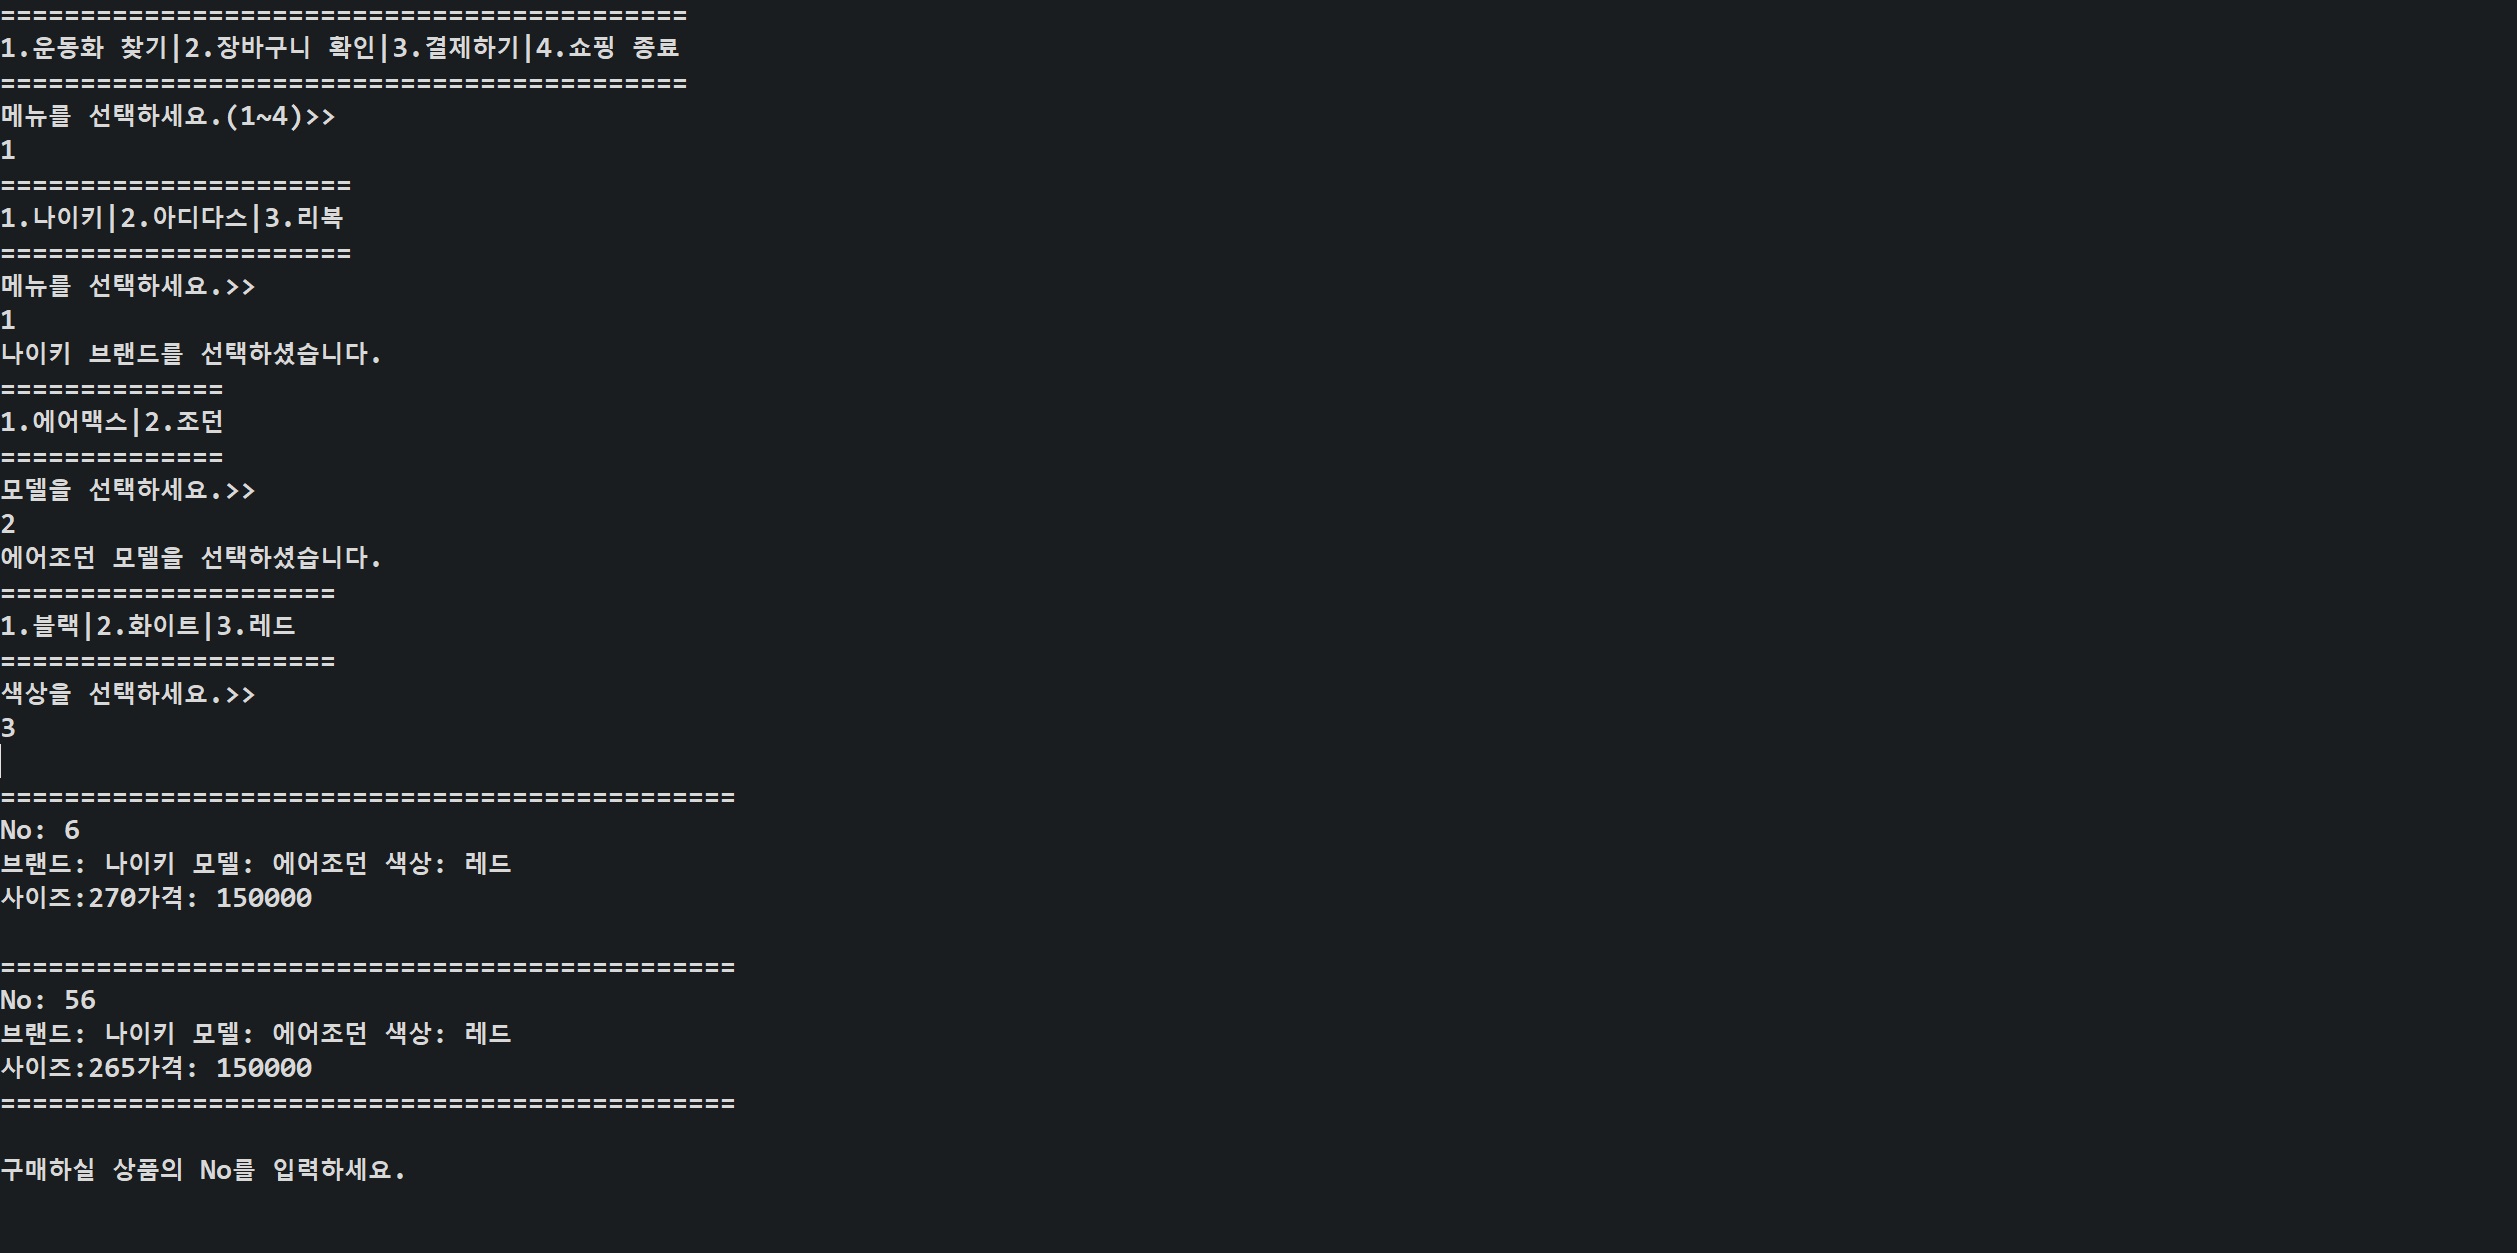 ===========================================
1.운동화 찾기|2.장바구니 확인|3.결제하기|4.쇼핑 종료
===========================================
메뉴를 선택하세요.(1~4)>>
1
======================
1.나이키|2.아디다스|3.리복
======================
메뉴를 선택하세요.>>
1
나이키 브랜드를 선택하셨습니다.
==============
1.에어맥스|2.조던
==============
모델을 선택하세요.>>
2
에어조던 모델을 선택하셨습니다.
=====================
1.블랙|2.화이트|3.레드
=====================
색상을 선택하세요.>>
3
==============================================
No: 6
브랜드: 나이키 모델: 에어조던 색상: 레드
사이즈:270가격: 150000
==============================================
No: 56
브랜드: 나이키 모델: 에어조던 색상: 레드
사이즈:265가격: 150000
==============================================
구매하실 상품의 No를 입력하세요.